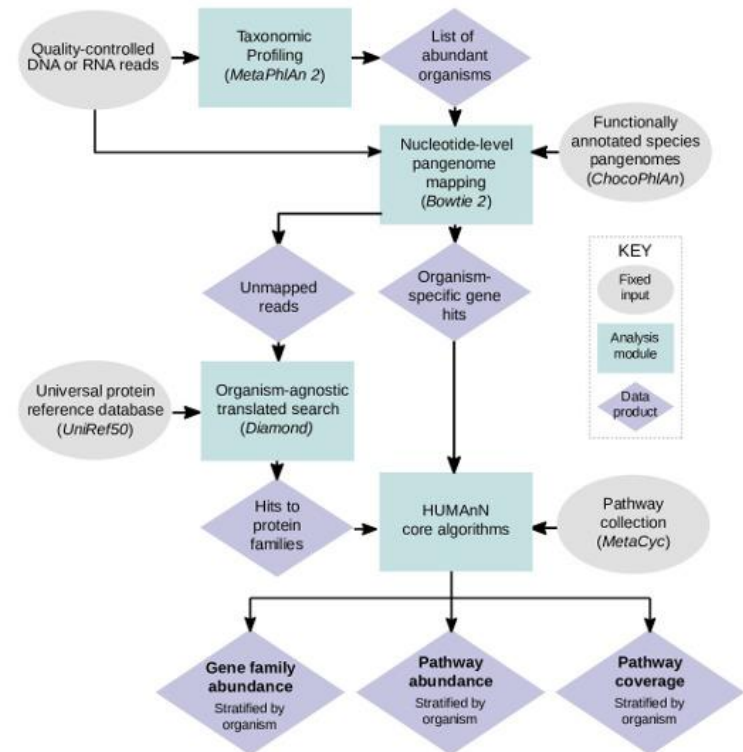 Quality-controlled
DNA or RNA reads
Taxonomic
Profiling
(MetaPhlAn 2)
List of
abundant
organisms
Nucleotide-level
pangenome
mapping
(Bowtie 2)
Functionally
annotated species
pangenomes
(ChocoPhlAn)
Unmapped
reads
Organism-
specific gene
hits
KEY
Fixed
input
Analysis
module
Data
product
Universal protein
reference database
(UniRef50)
Organism-agnostic
translated search
(Diamond)
Hits to
protein
families
HUMAnN
core algorithms
Pathway
collection
(MetaCyc)
Gene family
abundance
Stratified by
organism
Pathway
abundance
Stratified by
organism
Pathway
coverage
Stratified by
organism